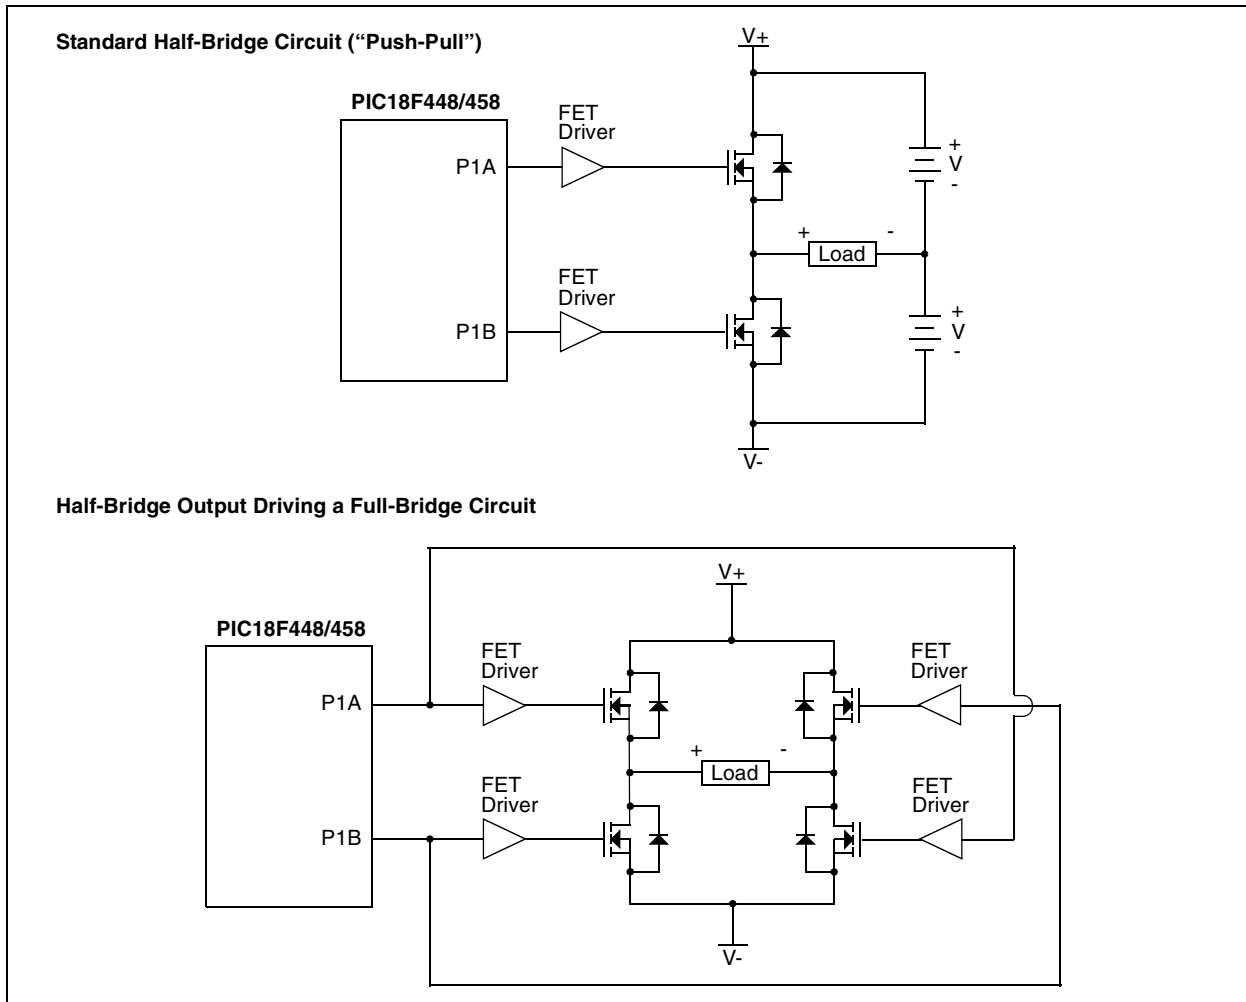 Standard Half-Bridge Circuit (“Push-Pull”)
V+
PIC18F448/458
FET
Driver
P1A
+
V
-
+ -
Load
FET
Driver
P1B
+
V
-
V-
Half-Bridge Output Driving a Full-Bridge Circuit
V+
PIC18F448/458
FET
Driver
FET
Driver
P1A
+ -
Load
FET
Driver
FET
Driver
P1B
V-